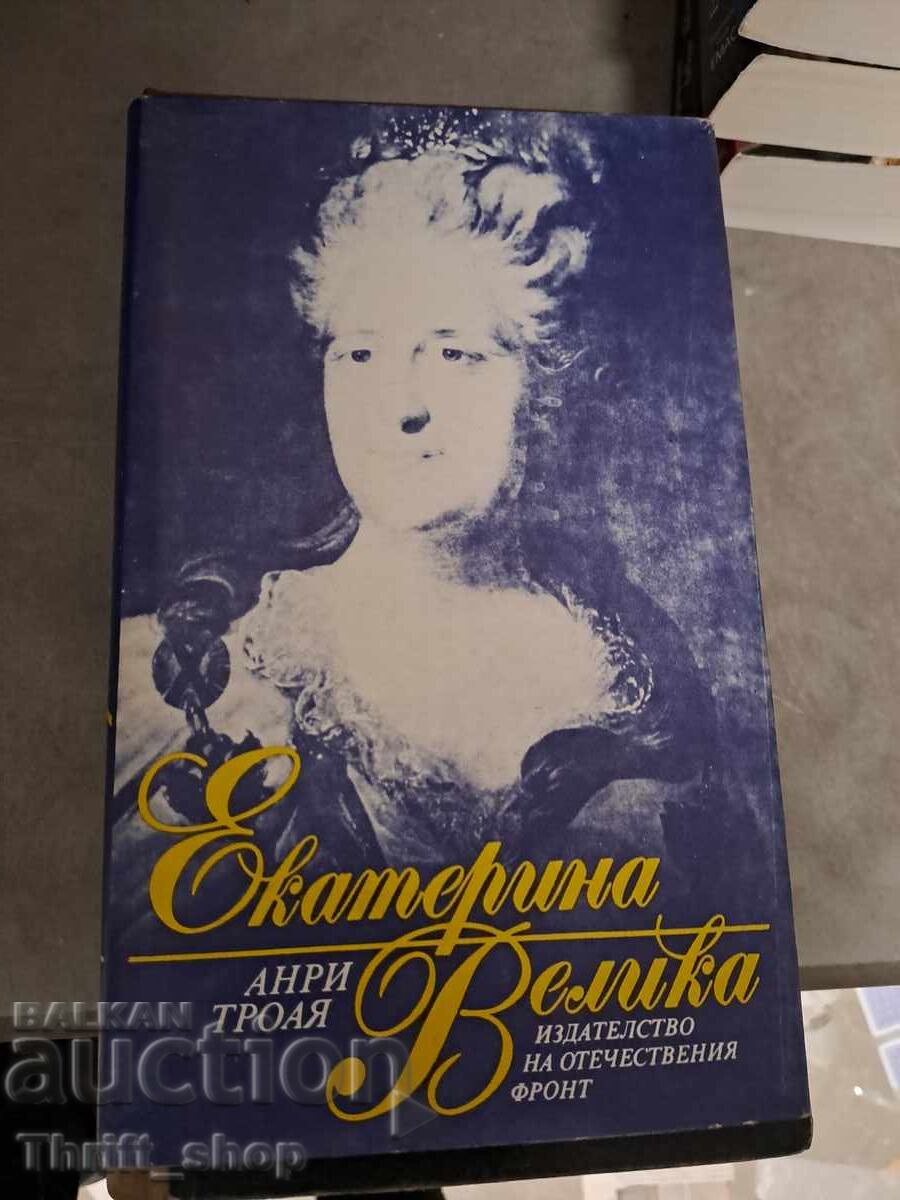 Екатерина
Велика
АНРИ
ТРОАЯ
ИЗДАТЕЛСТВО
НА ОТЕЧЕСТВЕНИЯ
ФРОНТ
BALKAN
auction
Thrift_shop